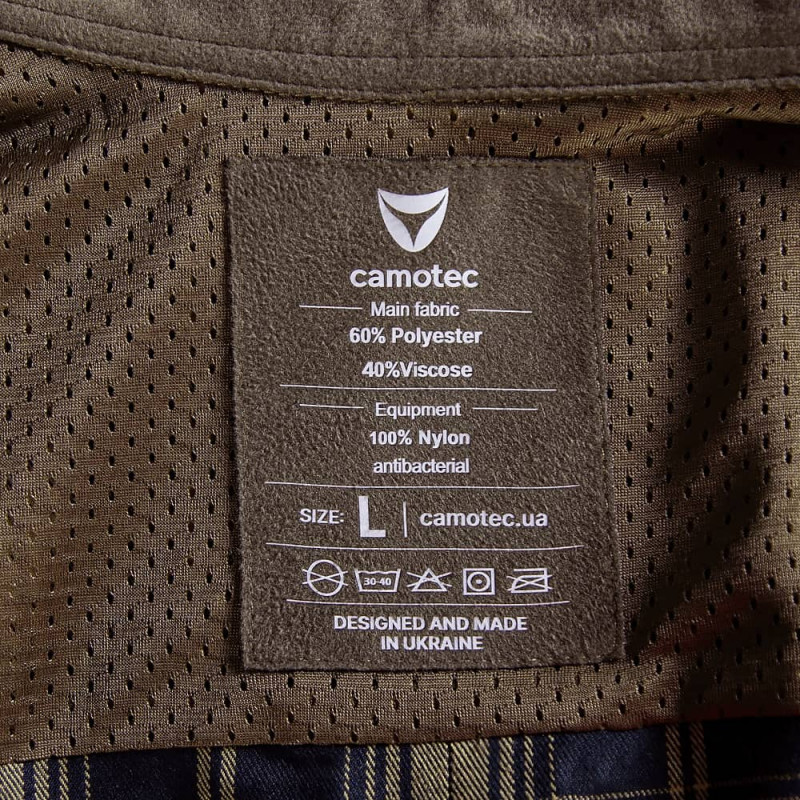 camotec
Main fabric
60% Polyester
40%Viscose
Equipment
100% Nylon
antibacterial
SIZE: L | camotec.ua
30-40
DESIGNED AND MADE
IN UKRAINE